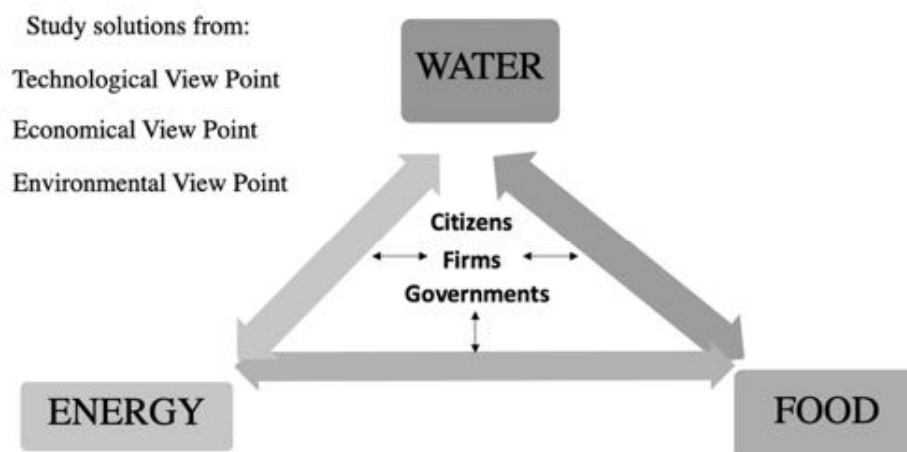 Study solutions from:
WATER
Technological View Point
Economical View Point
Environmental View Point
Citizens
Firms
Governments
ENERGY
FOOD